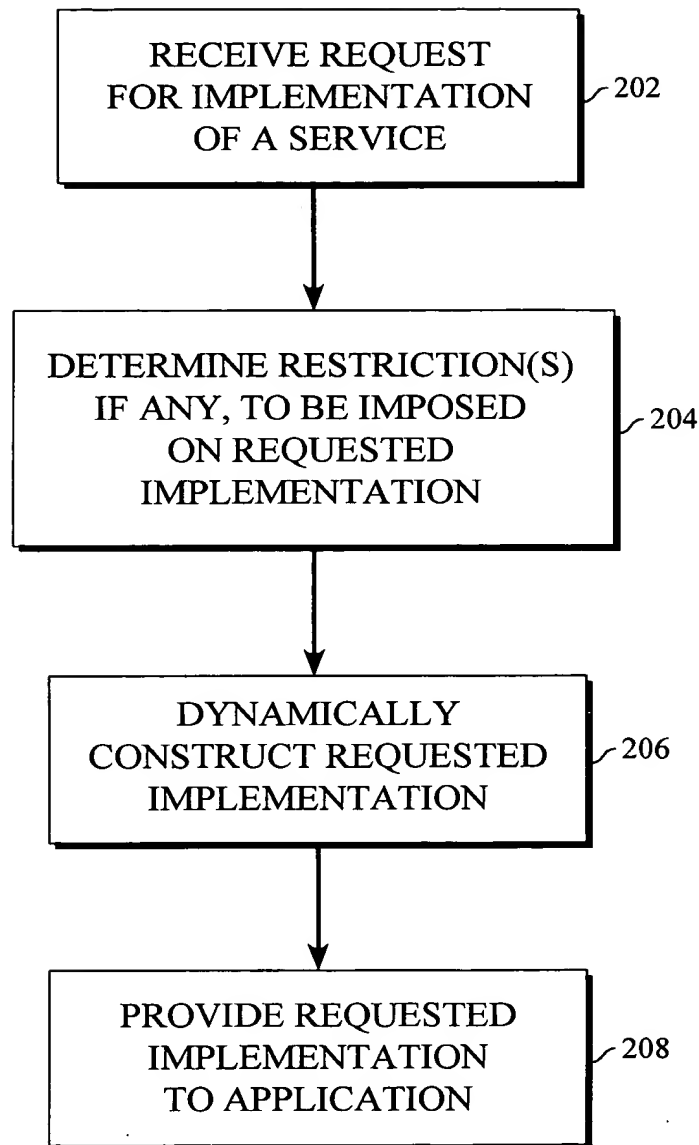 RECEIVE REQUEST
FOR IMPLEMENTATION
OF A SERVICE
202
DETERMINE RESTRICTION(S)
IF ANY, TO BE IMPOSED
ON REQUESTED
IMPLEMENTATION
204
DYNAMICALLY
CONSTRUCT REQUESTED
IMPLEMENTATION
206
PROVIDE REQUESTED
IMPLEMENTATION
TO APPLICATION
208